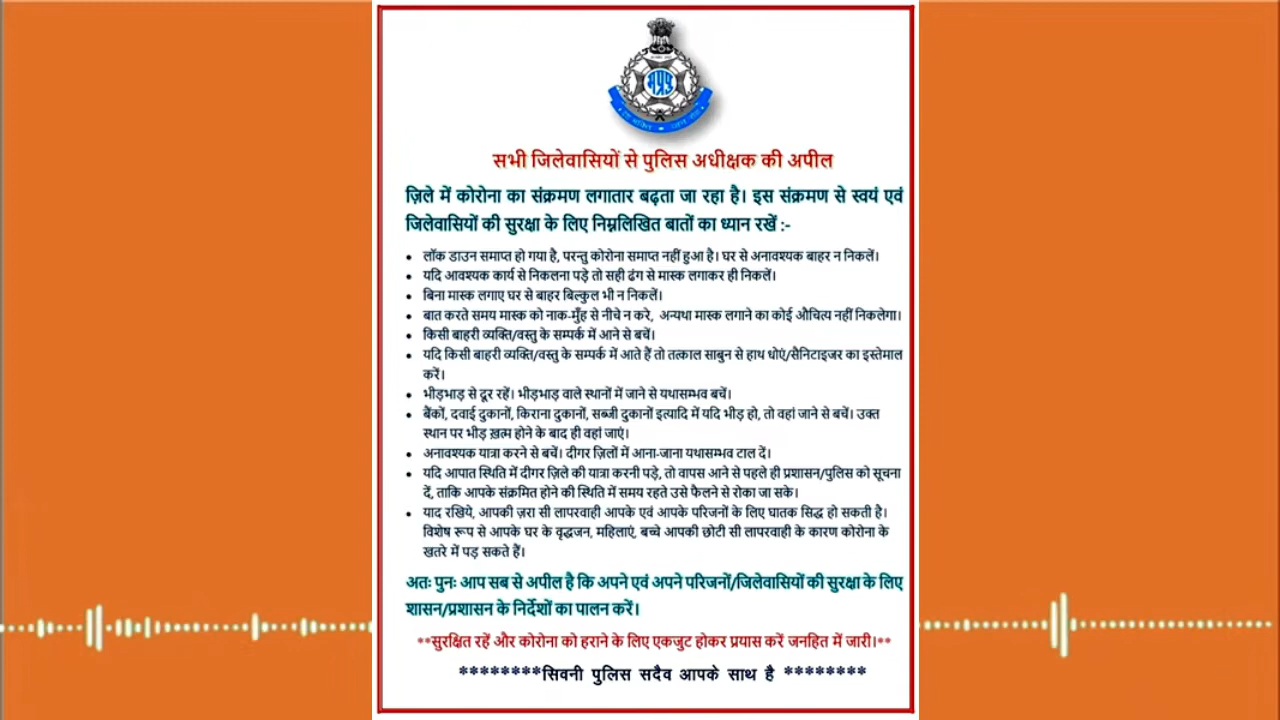 मप्रपु
सभी जिलेवासियों से पुलिस अधीक्षक की अपील
ज़िले में कोरोना का संक्रमण लगातार बढ़ता जा रहा है। इस संक्रमण से स्वयं एवं
जिलेवासियों की सुरक्षा के लिए निम्नलिखित बातों का ध्यान रखें :-
• लॉक डाउन समाप्त हो गया है, परन्तु कोरोना समाप्त नहीं हुआ है। घर से अनावश्यक बाहर न निकलें।
• यदि आवश्यक कार्य से निकलना पड़े तो सही ढंग से मास्क लगाकर ही निकलें।
• बिना मास्क लगाए घर से बाहर बिल्कुल भी न निकलें।
• बात करते समय मास्क को नाक-मुँह से नीचे न करे, अन्यथा मास्क लगाने का कोई औचित्य नहीं निकलेगा।
• किसी बाहरी व्यक्ति/वस्तु के सम्पर्क में आने से बचें।
• यदि किसी बाहरी व्यक्ति/वस्तु के सम्पर्क में आते हैं तो तत्काल साबुन से हाथ धोएं/सैनिटाइजर का इस्तेमाल
करें।
• भीड़भाड़ से दूर रहें। भीड़भाड़ वाले स्थानों में जाने से यथासम्भव बचें।
• बैंकों, दवाई दुकानों, किराना दुकानों, सब्जी दुकानों इत्यादि में यदि भीड़ हो, तो वहां जाने से बचें। उक्त
स्थान पर भीड़ ख़त्म होने के बाद ही वहां जाएं।
• अनावश्यक यात्रा करने से बचें। दीगर ज़िलों में आना-जाना यथासम्भव टाल दें।
• यदि आपात स्थिति में दीगर ज़िले की यात्रा करनी पड़े, तो वापस आने से पहले ही प्रशासन/पुलिस को सूचना
दें, ताकि आपके संक्रमित होने की स्थिति में समय रहते उसे फैलने से रोका जा सके।
• याद रखिये, आपकी ज़रा सी लापरवाही आपके एवं आपके परिजनों के लिए घातक सिद्ध हो सकती है।
विशेष रूप से आपके घर के वृद्धजन, महिलाएं, बच्चे आपकी छोटी सी लापरवाही के कारण कोरोना के
खतरे में पड़ सकते हैं।
अतः पुनः आप सब से अपील है कि अपने एवं अपने परिजनों/जिलेवासियों की सुरक्षा के लिए
शासन/प्रशासन के निर्देशों का पालन करें।
**सुरक्षित रहें और कोरोना को हराने के लिए एकजुट होकर प्रयास करें जनहित में जारी।**
********सिवनी पुलिस सदैव आपके साथ है ********